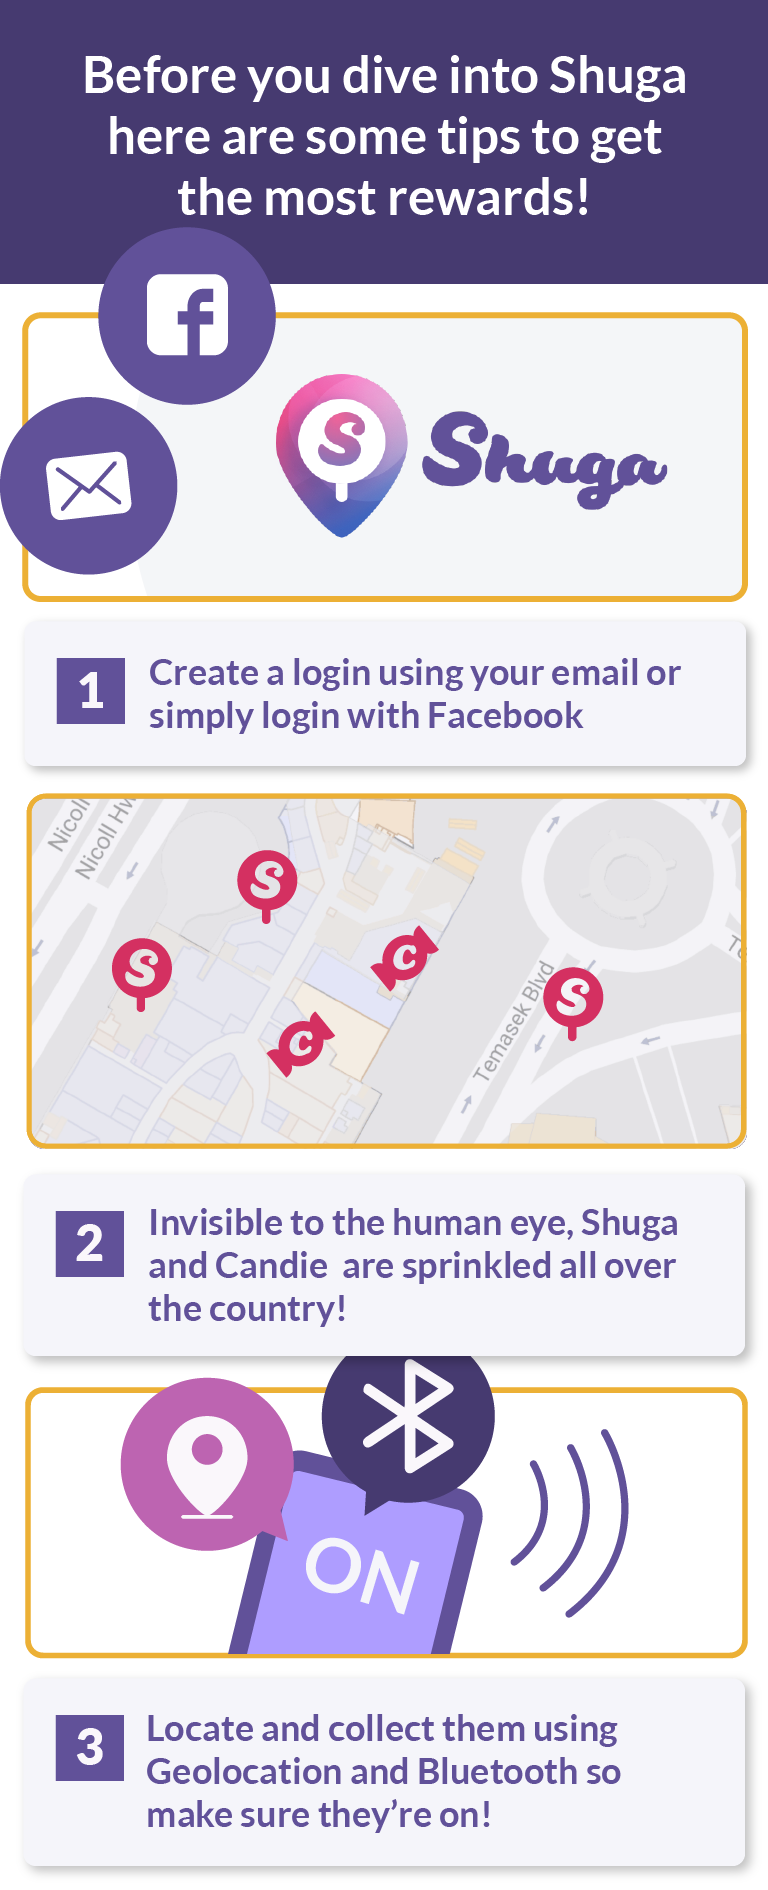 Before you dive into Shuga
here are some tips to get
the most rewards!
f
S Shuga
1
Create a login using your email or
simply login with Facebook
Nicoll
Nicoll Hw
S
S
C
C
S
Temasek Blvd
Te
2
Invisible to the human eye, Shuga
and Candie  are sprinkled all over
the country!
ON
3
Locate and collect them using
Geolocation and Bluetooth so
make sure they’re on!